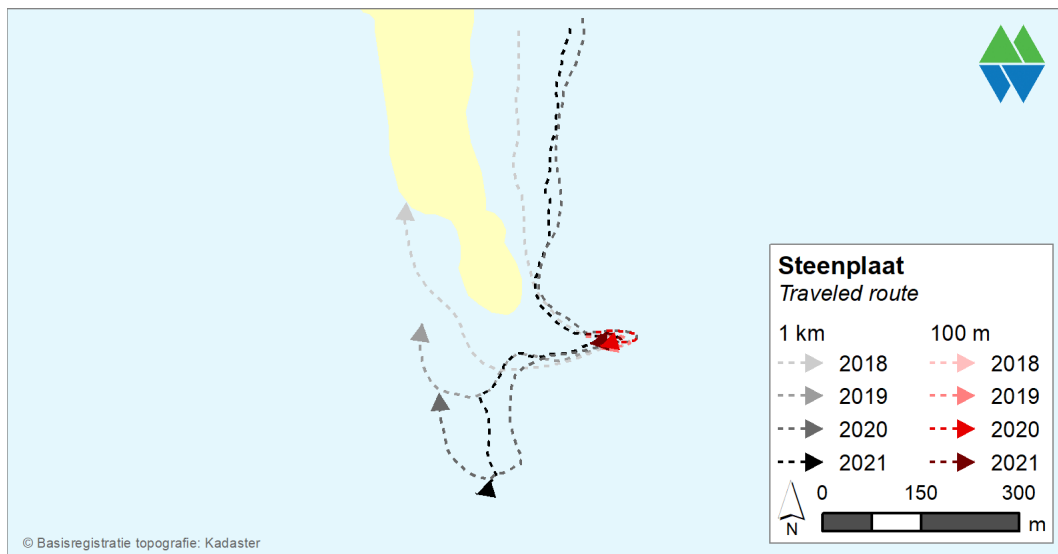 Steenplaat
Traveled route
1 km 100 m
2018 2018
2019 2019
2020 2020
2021 2021
0 150 300
N m
© Basisregistratie topografie: Kadaster